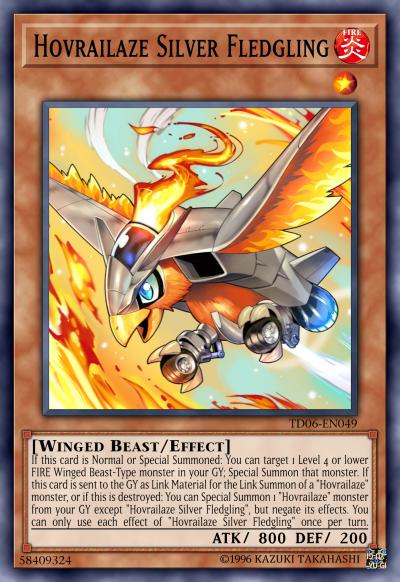 HOVRAILAZE SILVER FLEDGLING
FIRE
炎
TD06-EN049
[WINGED BEAST/EFFECT]
If this card is Normal or Special Summoned: You can target 1 Level 4 or lower
FIRE Winged Beast-Type monster in your GY; Special Summon that monster. If
this card is sent to the GY as Link Material for the Link Summon of a "Hovrailaze"
monster, or if this is destroyed: You can Special Summon 1 "Hovrailaze" monster
from your GY except "Hovrailaze Silver Fledgling", but negate its effects. You
can only use each effect of "Hovrailaze Silver Fledgling" once per turn.
ATK/ 800 DEF/ 200
58409324
©1996 KAZUKI TAKAHASHI